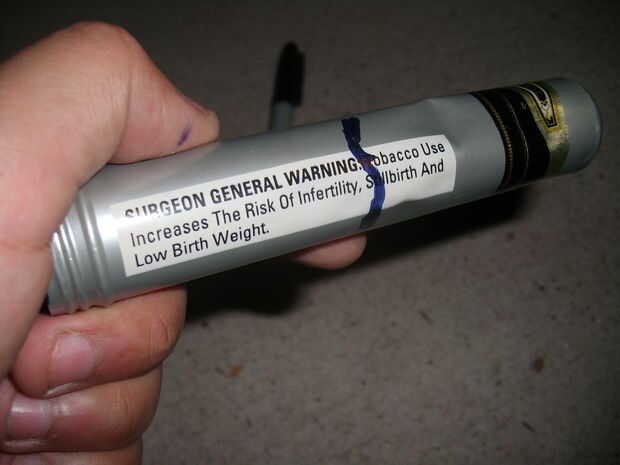 SURGEON GENERAL WARNING: Tobacco Use
Increases The Risk Of Infertility, Stillbirth And
Low Birth Weight.